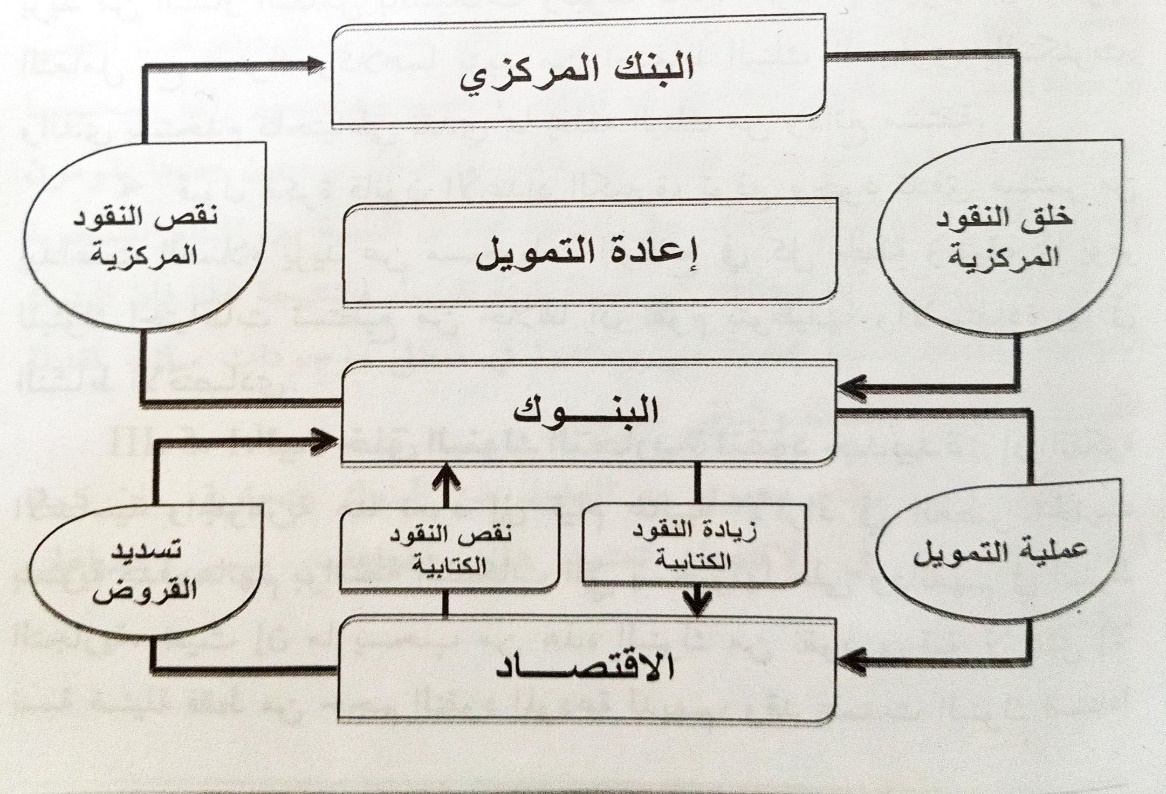 البنك المركزي
خلق النقود
المركزية
نقص النقود
المركزية
إعادة التمويل
البنـــوك
عملية التمويل
زيادة النقود
الكتابية
نقص النقود
الكتابية
تسديد
القروض
الاقتصـــاد